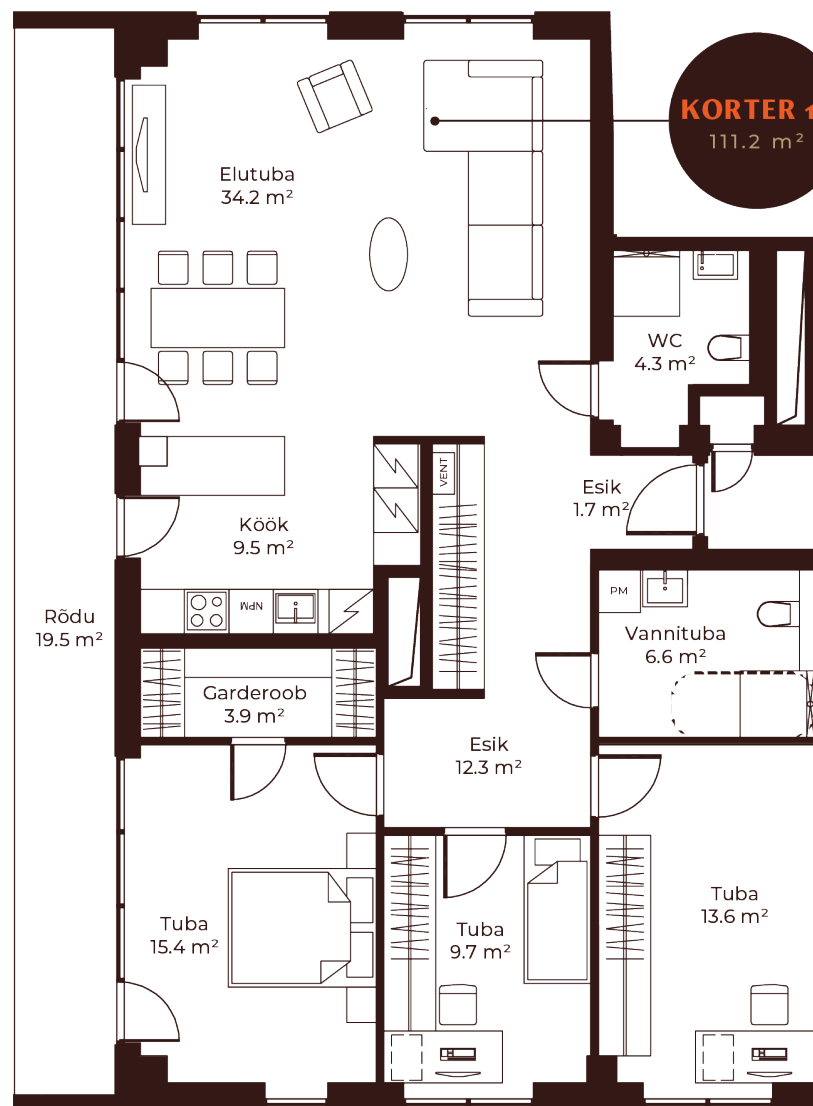 KORTER 1
111.2 m²
Elutuba
34.2 m²
WC
4.3 m²
VENT
Esik
1.7 m²
Köök
9.5 m²
NPM
PM
Rõdu
19.5 m²
Vannituba
6.6 m²
Garderoob
3.9 m²
Esik
12.3 m²
Tuba
15.4 m²
Tuba
9.7 m²
Tuba
13.6 m²